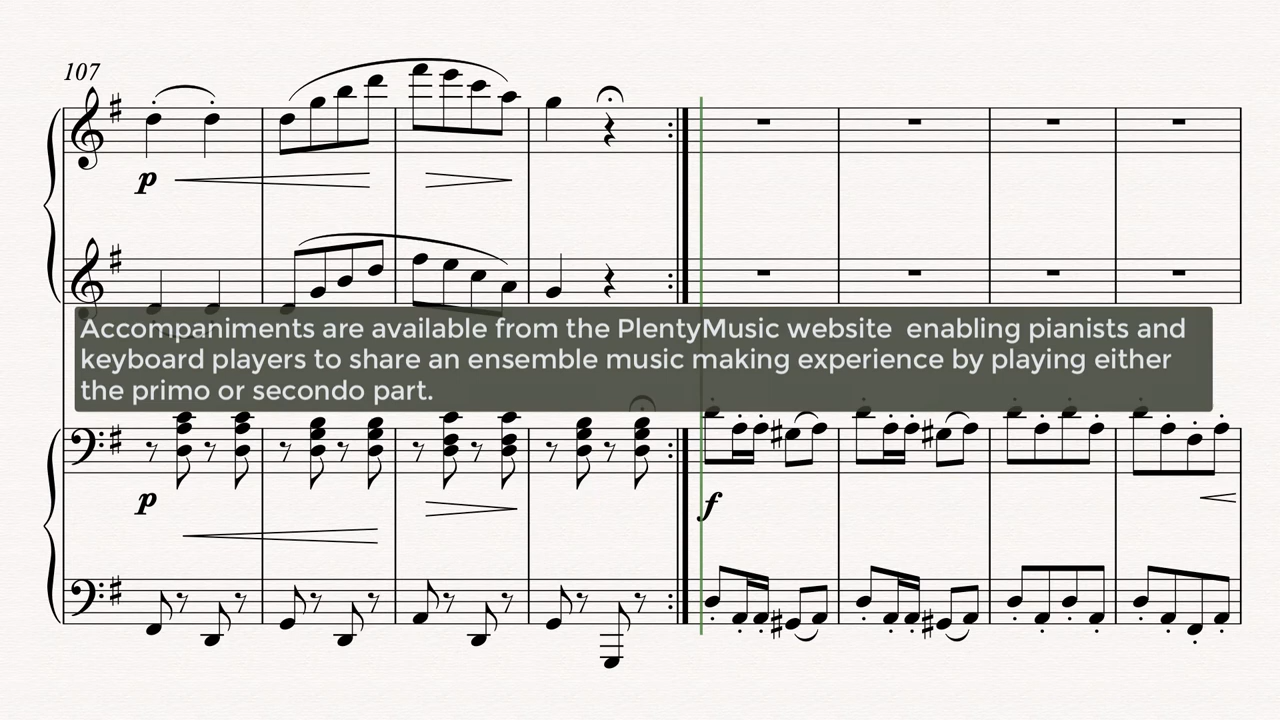 107
p
Accompaniments are available from the PlentyMusic website  enabling pianists and
keyboard players to share an ensemble music making experience by playing either
the primo or secondo part.
p
f